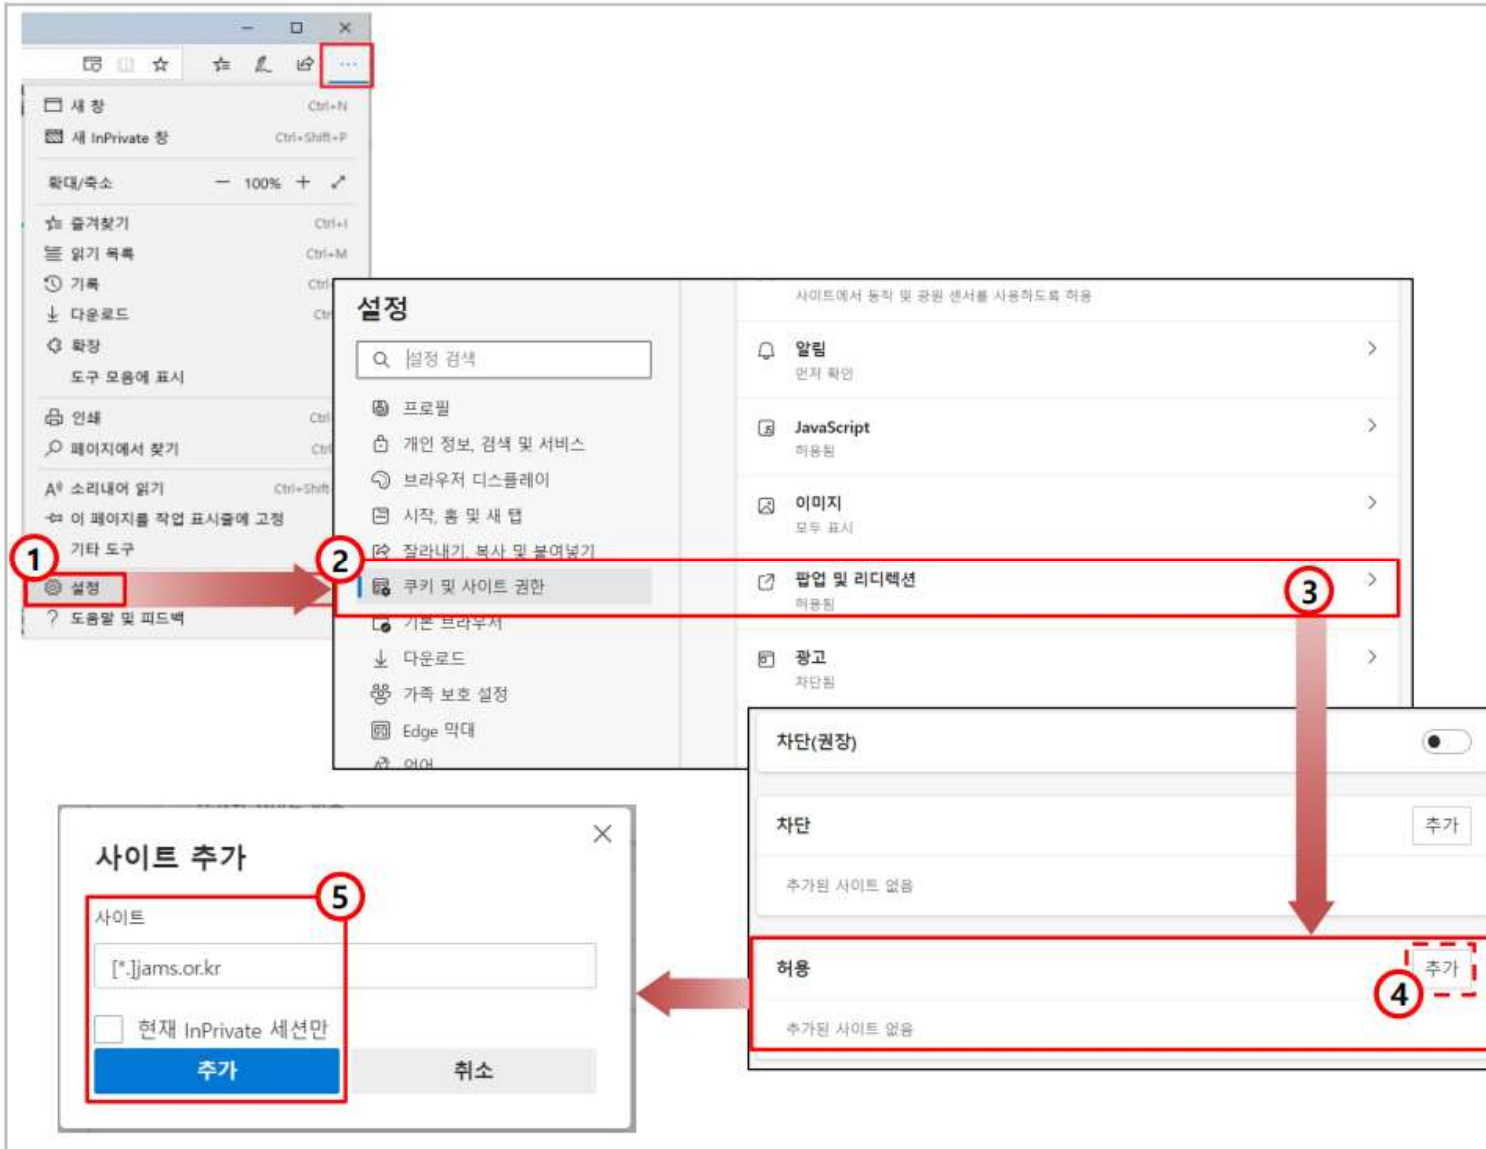 새 창 Ctrl+N
새 InPrivate 창 Ctrl+Shift+P
확대/축소 — 100% +
즐겨찾기 Ctrl+I
읽기 목록 Ctrl+M
기록
다운로드
확장
도구 모음에 표시
인쇄
페이지에서 찾기
소리내어 읽기 Ctrl+Shift
이 페이지를 작업 표시줄에 고정
기타 도구
1
설정
도움말 및 피드백
설정
설정 검색
프로필
개인 정보, 검색 및 서비스
브라우저 디스플레이
시작, 홈 및 새 탭
잘라내기, 복사 및 붙여넣기
2
쿠키 및 사이트 권한
기본 브라우저
다운로드
가족 보호 설정
Edge 막대
언어
사이트에서 동작 및 광원 센서를 사용하도록 허용
알림
먼저 확인
JavaScript
허용됨
이미지
모두 표시
팝업 및 리디렉션
허용됨
3
광고
차단됨
차단(권장)
차단 추가
추가된 사이트 없음
허용 추가
4
추가된 사이트 없음
사이트 추가
5
사이트
[*.]jams.or.kr
현재 InPrivate 세션만
추가 취소